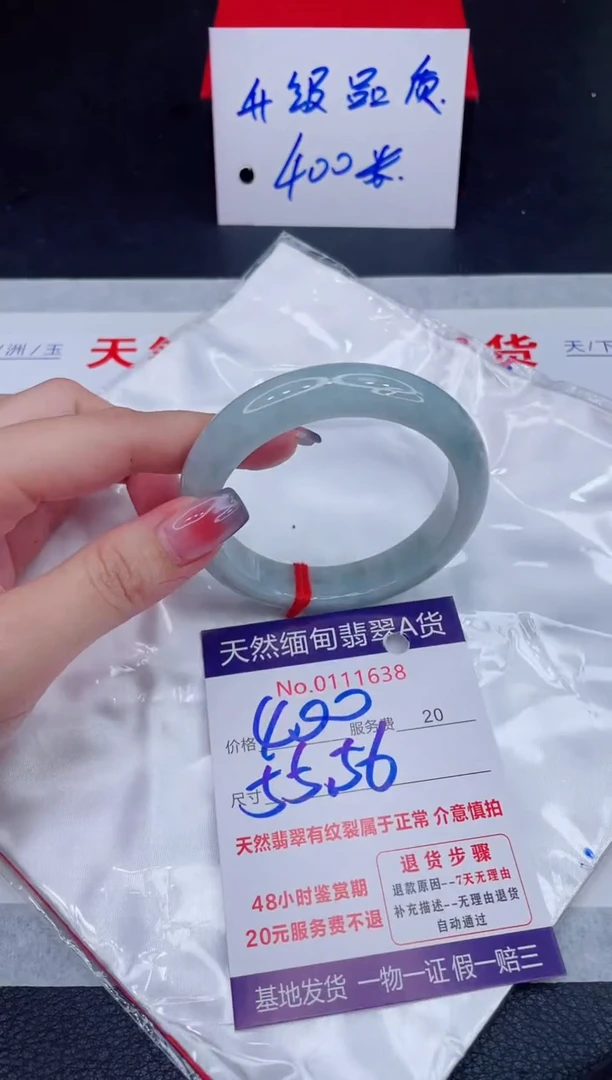 升级品质.
400米.
洲/玉
天
货
天/下
天然缅甸翡翠A货
No.0111638
价格 400 服务费 20
尺寸 55.56
天然翡翠有纹裂属于正常 介意慎拍
48小时鉴赏期
20元服务费不退
退货步骤
退款原因--7天无理由
补充描述--无理由退货
自动通过
基地发货 一物一证 假一赔三